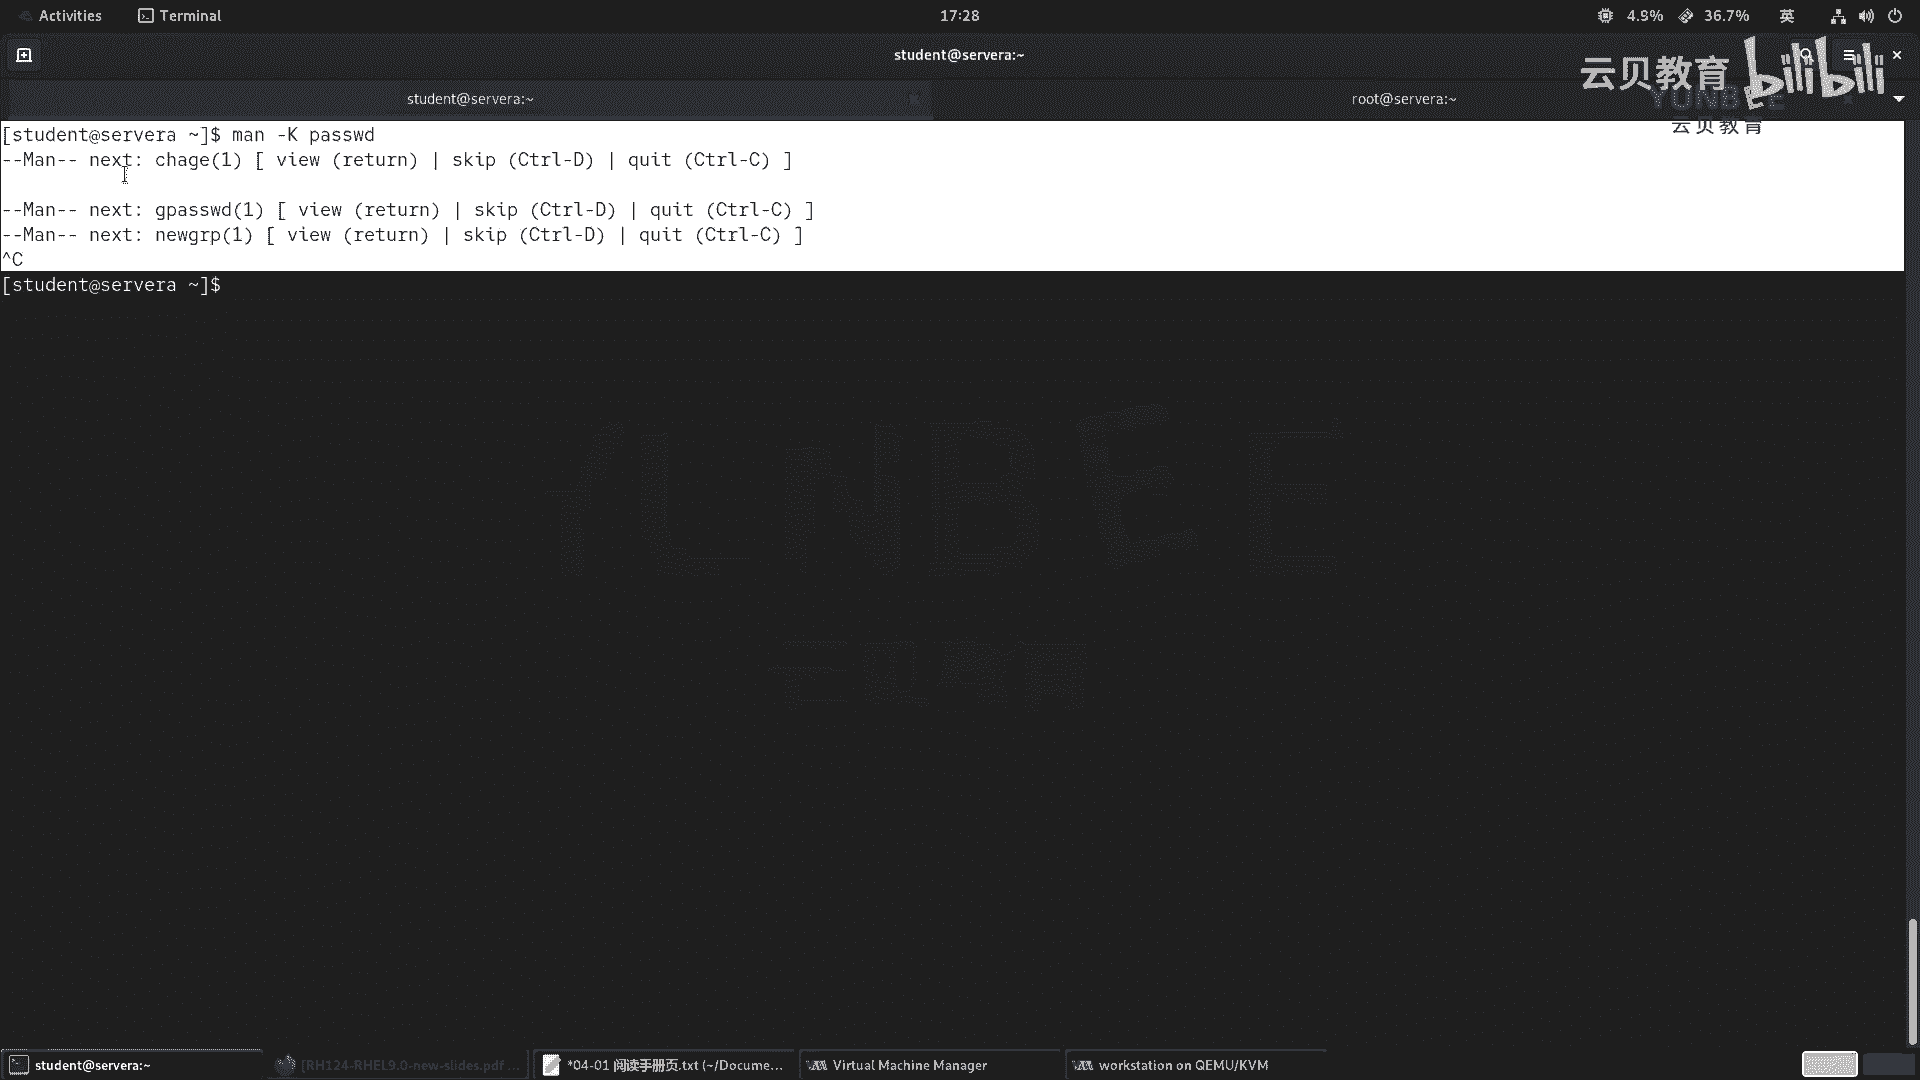 Activities
Terminal
17:28
4.9%
36.7%
英
student@servera:~
云贝教育
bilibili
student@servera:~
root@servera:~
YUNBEE
云贝教育
[student@servera ~]$ man -K passwd
--Man-- next: chage(1) [ view (return) | skip (Ctrl-D) | quit (Ctrl-C) ]
--Man-- next: gpasswd(1) [ view (return) | skip (Ctrl-D) | quit (Ctrl-C) ]
--Man-- next: newgrp(1) [ view (return) | skip (Ctrl-D) | quit (Ctrl-C) ]
^C
[student@servera ~]$
YUNBEE
云贝教育
student@servera:~
[RH124-RHEL9.0-new-slides.pdf ...
*04-01 阅读手册页.txt (~/Docume...
Virtual Machine Manager
workstation on QEMU/KVM